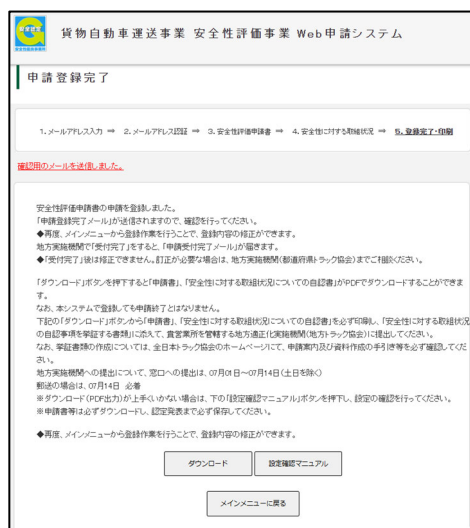 安全性評価
G
安全性優良事業所
貨物自動車運送事業 安全性評価事業 Web申請システム
申請登録完了
1.メールアドレス入力 ⇒ 2.メールアドレス認証 ⇒ 3.安全性評価申請書 ⇒ 4.安全性に対する取組状況 ⇒ 5.登録完了・印刷
確認用のメールを送信しました。
安全性評価申請書の申請を登録しました。
「申請登録完了メール」が送信されますので、確認を行ってください。
◆再度、メインメニューから登録作業を行うことで、登録内容の修正ができます。
地方実施機関で「受付完了」をすると、「申請受付完了メール」が届きます。
◆「受付完了」後は修正できません。訂正が必要な場合は、地方実施機関(都道府県トラック協会)までご相談ください。
「ダウンロード」ボタンを押下すると「申請書」、「安全性に対する取組状況についての自認書」がPDFでダウンロードすることができま
す。
なお、本システムで登録しても申請終了とはなりません。
下記の「ダウンロード」ボタンから「申請書」、「安全性に対する取組状況についての自認書」を必ず印刷し、「安全性に対する取組状況
の自認事項を挙証する書類」に添えて、貴営業所を管轄する地方適正化実施機関(地方トラック協会)に提出してください。
なお、挙証書類の作成については、全日本トラック協会のホームページにて、申請案内及び資料作成の手引き等を必ず確認してくだ
さい。
地方実施機関への提出について、窓口への提出は、07月01日～07月14日(土日を除く)
郵送の場合は、07月14日 必着
※ダウンロード(PDF出力)が上手くいかない場合は、下の「設定確認マニュアル」ボタンを押下し、設定の確認を行ってください。
※申請書等は必ずダウンロードし、認定発表まで必ず保存してください。
◆再度、メインメニューから登録作業を行うことで、登録内容の修正ができます。
ダウンロード 設定確認マニュアル
メインメニューに戻る